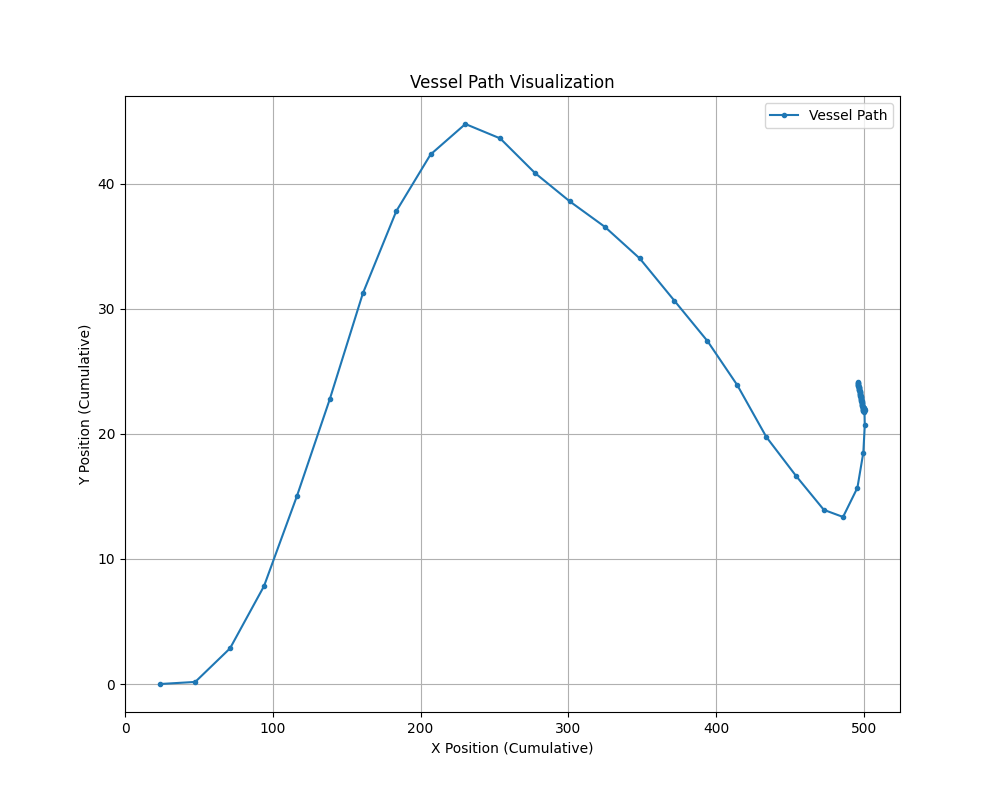 Vessel Path Visualization
Vessel Path
Y Position (Cumulative)
40
30
20
10
0
0 100 200 300 400 500
X Position (Cumulative)